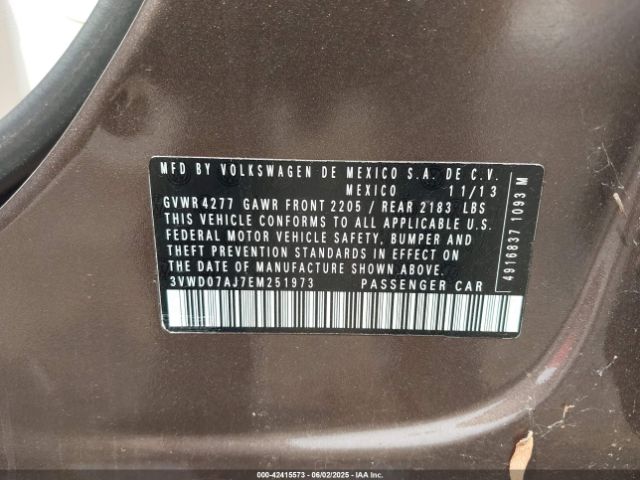 MFD BY VOLKSWAGEN DE MEXICO S.A. DE C.V.
MEXICO 11/13
GVWR 4277 GAWR FRONT 2205 / REAR 2183 LBS
THIS VEHICLE CONFORMS TO ALL APPLICABLE U.S.
FEDERAL MOTOR VEHICLE SAFETY, BUMPER AND
THEFT PREVENTION STANDARDS IN EFFECT ON
THE DATE OF MANUFACTURE SHOWN ABOVE.
3VWD07AJ7EM251973 PASSENGER CAR
4916837 1093 M
000-42415573 - 06/02/2025 - IAA Inc.